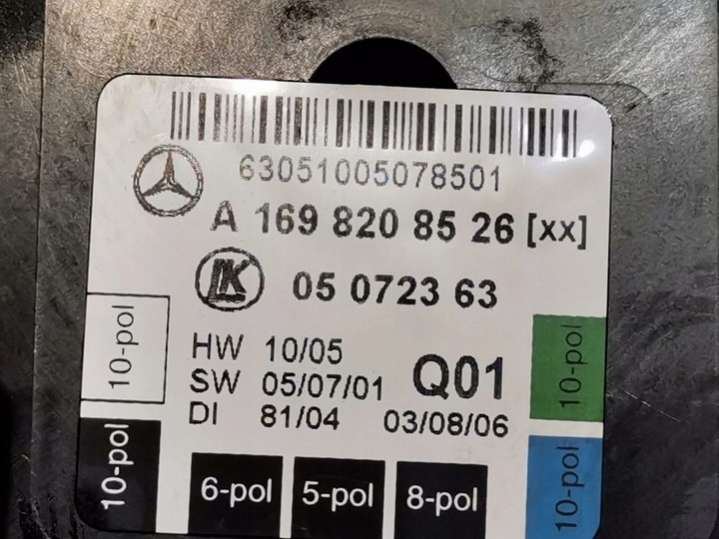 63051005078501
A 169 820 85 26 [xx]
LK 05 0723 63
HW 10/05
SW 05/07/01 Q01
DI 81/04 03/08/06
10-pol
10-pol
10-pol
10-pol
6-pol 5-pol 8-pol